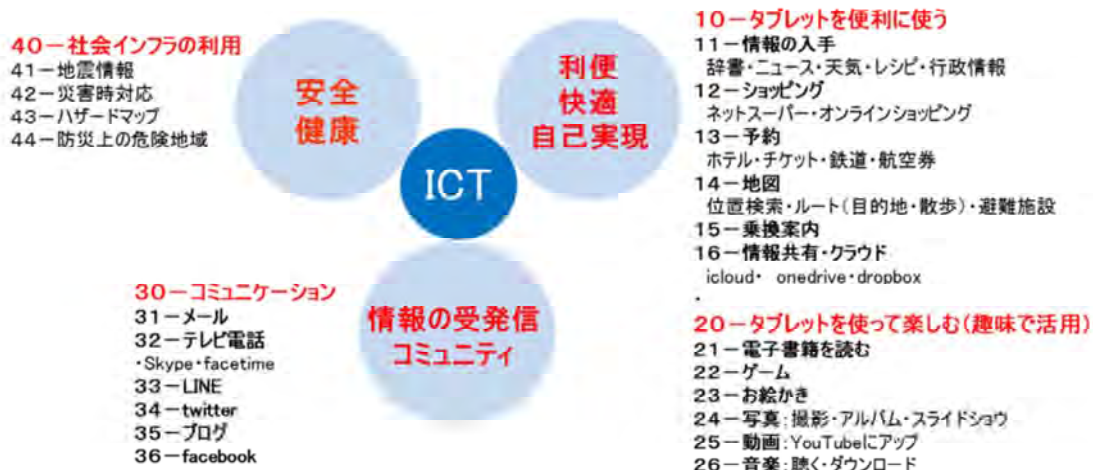 40－社会インフラの利用
41－地震情報
42－災害時対応
43－ハザードマップ
44－防災上の危険地域
安全
健康
利便
快適
自己実現
ICT
情報の受発信
コミュニティ
10－タブレットを便利に使う
11－情報の入手
辞書・ニュース・天気・レシピ・行政情報
12－ショッピング
ネットスーパー・オンラインショッピング
13－予約
ホテル・チケット・鉄道・航空券
14－地図
位置検索・ルート（目的地・散歩）・避難施設
15－乗換案内
16－情報共有・クラウド
icloud・ onedrive・dropbox
・
20－タブレットを使って楽しむ（趣味で活用）
21－電子書籍を読む
22－ゲーム
23－お絵かき
24－写真：撮影・アルバム・スライドショウ
25－動画：YouTubeにアップ
26－音楽：聴く・ダウンロード
30－コミュニケーション
31－メール
32－テレビ電話
・Skype・facetime
33－LINE
34－twitter
35－ブログ
36－facebook